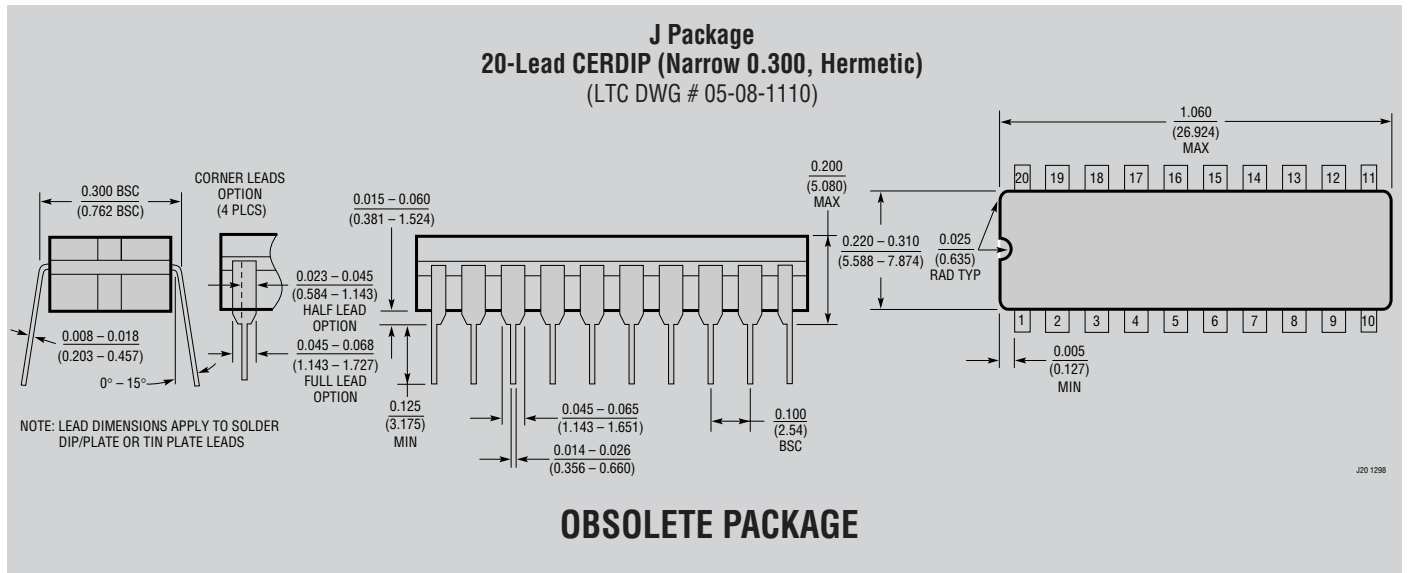 J Package
20-Lead CERDIP (Narrow 0.300, Hermetic)
(LTC DWG # 05-08-1110)
0.300 BSC
(0.762 BSC)
0.008 – 0.018
(0.203 – 0.457)
0° – 15°
CORNER LEADS
OPTION
(4 PLCS)
0.023 – 0.045
(0.584 – 1.143)
HALF LEAD
OPTION
0.045 – 0.068
(1.143 – 1.727)
FULL LEAD
OPTION
NOTE: LEAD DIMENSIONS APPLY TO SOLDER
DIP/PLATE OR TIN PLATE LEADS
0.015 – 0.060
(0.381 – 1.524)
0.200
(5.080)
MAX
0.125
(3.175)
MIN
0.045 – 0.065
(1.143 – 1.651)
0.014 – 0.026
(0.356 – 0.660)
0.100
(2.54)
BSC
1.060
(26.924)
MAX
20 19 18 17 16 15 14 13 12 11
0.220 – 0.310
(5.588 – 7.874)
0.025
(0.635)
RAD TYP
1 2 3 4 5 6 7 8 9 10
0.005
(0.127)
MIN
J20 1298
OBSOLETE PACKAGE